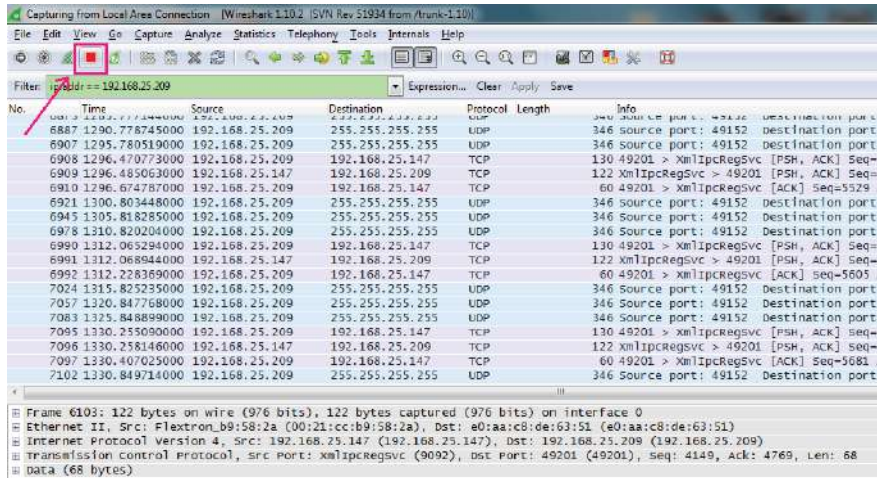 Capturing from Local Area Connection [Wireshark 1.10.2 (SVN Rev 51934 from /trunk-1.10)]
File Edit View Go Capture Analyze Statistics Telephony Tools Internals Help
Filter: ip.addr == 192.168.25.209 Expression... Clear Apply Save
No. Time Source Destination Protocol Length Info
6887 1290.778745000 192.168.25.209 255.255.255.255 UDP 346 Source port: 49152 Destination port
6907 1295.780519000 192.168.25.209 255.255.255.255 UDP 346 Source port: 49152 Destination port
6908 1296.470773000 192.168.25.209 192.168.25.147 TCP 130 49201 > XmlIpcRegSvc [PSH, ACK] Seq=
6909 1296.485063000 192.168.25.147 192.168.25.209 TCP 122 XmlIpcRegSvc > 49201 [PSH, ACK] Seq=
6910 1296.674787000 192.168.25.209 192.168.25.147 TCP 60 49201 > XmlIpcRegSvc [ACK] Seq=5529
6921 1300.803448000 192.168.25.209 255.255.255.255 UDP 346 Source port: 49152 Destination port
6945 1305.818285000 192.168.25.209 255.255.255.255 UDP 346 Source port: 49152 Destination port
6978 1310.820204000 192.168.25.209 255.255.255.255 UDP 346 Source port: 49152 Destination port
6990 1312.065294000 192.168.25.209 192.168.25.147 TCP 130 49201 > XmlIpcRegSvc [PSH, ACK] Seq=
6991 1312.068944000 192.168.25.147 192.168.25.209 TCP 122 XmlIpcRegSvc > 49201 [PSH, ACK] Seq=
6992 1312.228369000 192.168.25.209 192.168.25.147 TCP 60 49201 > XmlIpcRegSvc [ACK] Seq=5605
7024 1315.825235000 192.168.25.209 255.255.255.255 UDP 346 Source port: 49152 Destination port
7057 1320.847768000 192.168.25.209 255.255.255.255 UDP 346 Source port: 49152 Destination port
7083 1325.848899000 192.168.25.209 255.255.255.255 UDP 346 Source port: 49152 Destination port
7095 1330.255090000 192.168.25.209 192.168.25.147 TCP 130 49201 > XmlIpcRegSvc [PSH, ACK] Seq=
7096 1330.258146000 192.168.25.147 192.168.25.209 TCP 122 XmlIpcRegSvc > 49201 [PSH, ACK] Seq=
7097 1330.407025000 192.168.25.209 192.168.25.147 TCP 60 49201 > XmlIpcRegSvc [ACK] Seq=5681
7102 1330.849714000 192.168.25.209 255.255.255.255 UDP 346 Source port: 49152 Destination port
Frame 6103: 122 bytes on wire (976 bits), 122 bytes captured (976 bits) on interface 0
Ethernet II, Src: Flextron_b9:58:2a (00:21:cc:b9:58:2a), Dst: e0:aa:c8:de:63:51 (e0:aa:c8:de:63:51)
Internet Protocol Version 4, Src: 192.168.25.147 (192.168.25.147), Dst: 192.168.25.209 (192.168.25.209)
Transmission Control Protocol, Src Port: XmlIpcRegSvc (9092), Dst Port: 49201 (49201), Seq: 4149, Ack: 4769, Len: 68
Data (68 bytes)